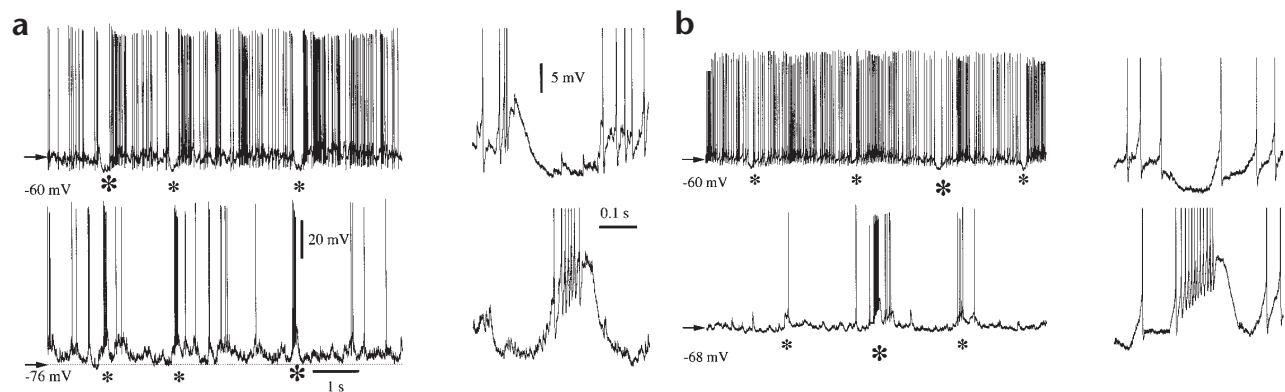 a
b
5 mV
-60 mV
* * *
-60 mV
* * * *
0.1 s
20 mV
-76 mV
* * *
1 s
-68 mV
* * *